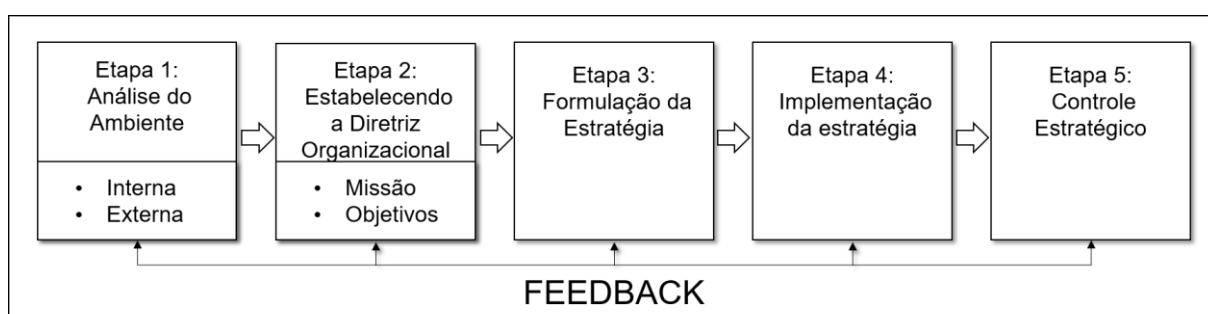 Etapa 1:
Análise do
Ambiente
• Interna
• Externa
Etapa 2:
Estabelecendo
a Diretriz
Organizacional
• Missão
• Objetivos
Etapa 3:
Formulação da
Estratégia
Etapa 4:
Implementação
da estratégia
Etapa 5:
Controle
Estratégico
FEEDBACK